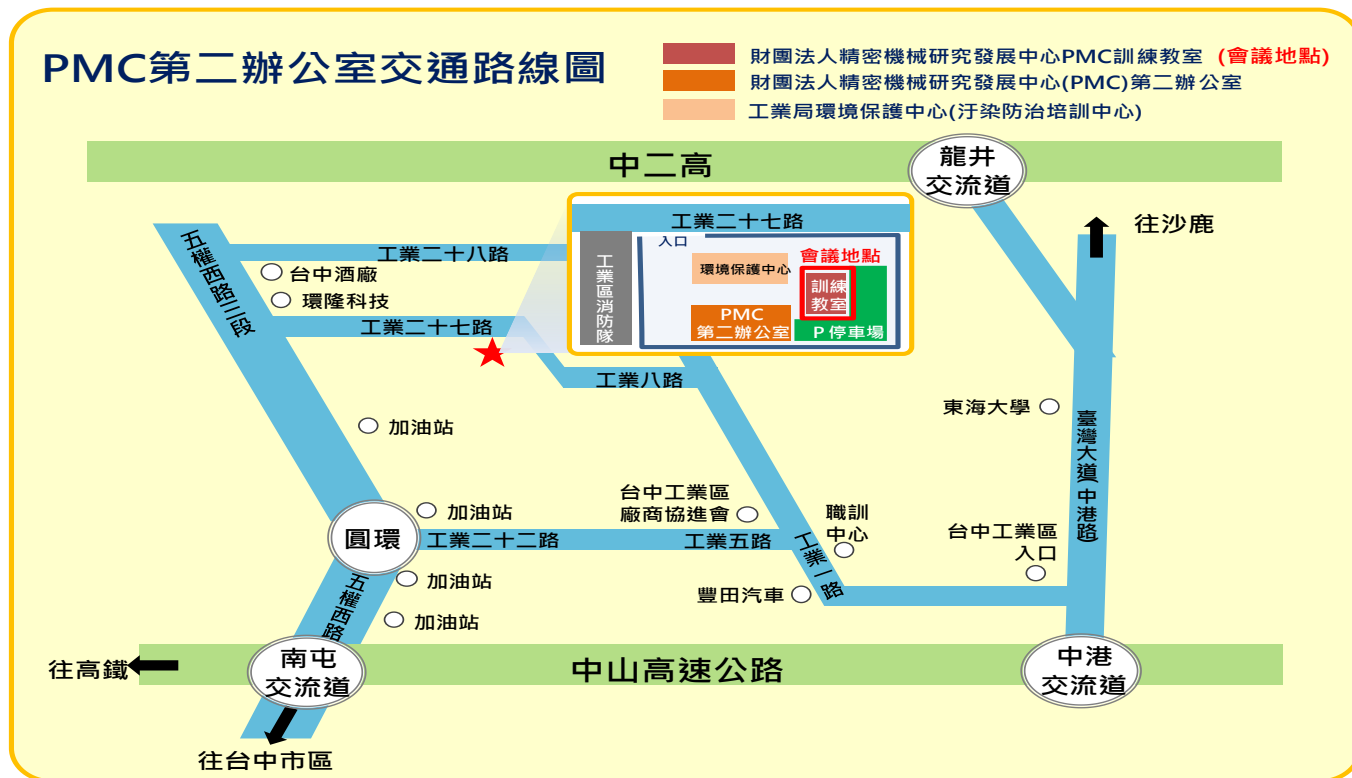 PMC第二辦公室交通路線圖
財團法人精密機械研究發展中心PMC訓練教室 (會議地點)
財團法人精密機械研究發展中心(PMC)第二辦公室
工業局環境保護中心(汙染防治培訓中心)
中二高
龍井
交流道
往沙鹿
工業二十七路
入口
工業區消防隊
環境保護中心
會議地點
訓練
教室
PMC
第二辦公室
P 停車場
五權西路三段
工業二十八路
台中酒廠
環隆科技
工業二十七路
工業八路
加油站
東海大學
臺灣大道(中港路)
加油站
圓環
工業二十二路
台中工業區
廠商協進會
工業五路
職訓
中心
工業一路
台中工業區
入口
五權西路
加油站
豐田汽車
加油站
往高鐵
南屯
交流道
中山高速公路
中港
交流道
往台中市區